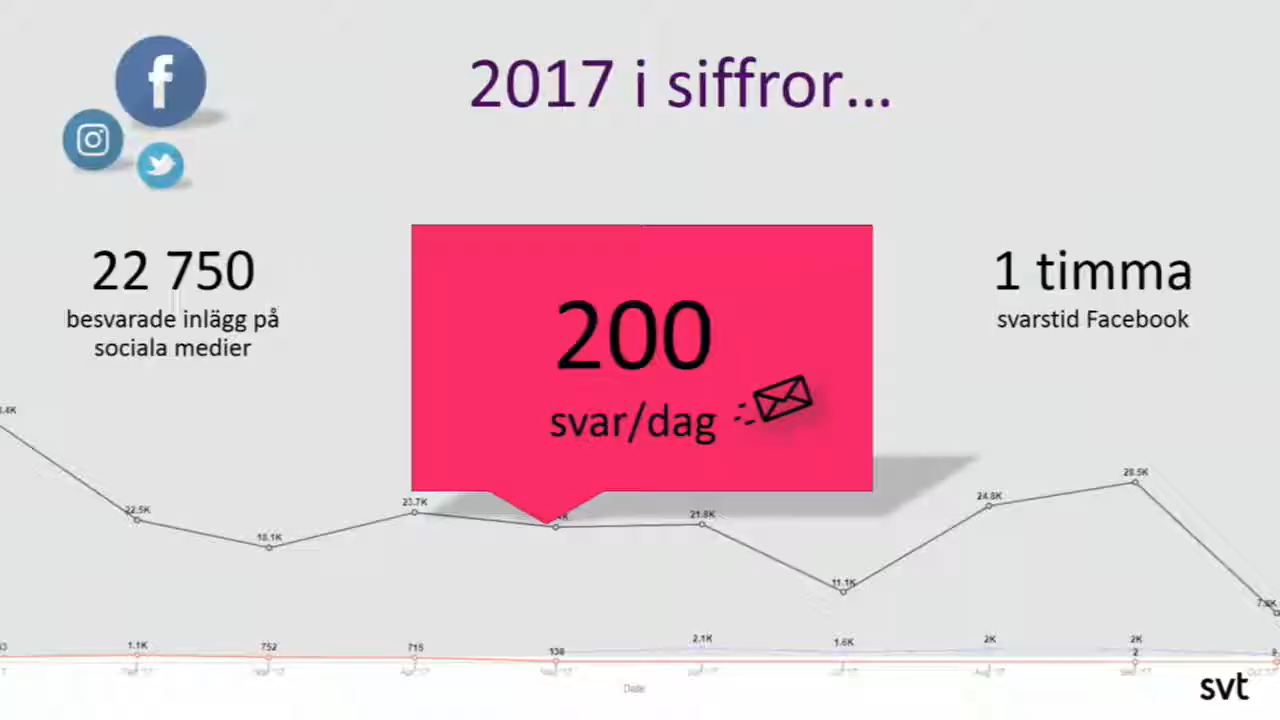 2017 i siffror...
22 750
besvarade inlägg på
sociala medier
200
svar/dag
1 timma
svarstid Facebook
22.5K
18.1K
23.7K
21.8K
11.1K
24.8K
28.5K
1.1K
752
715
138
2.1K
1.6K
2K
2K
2
Date
svt